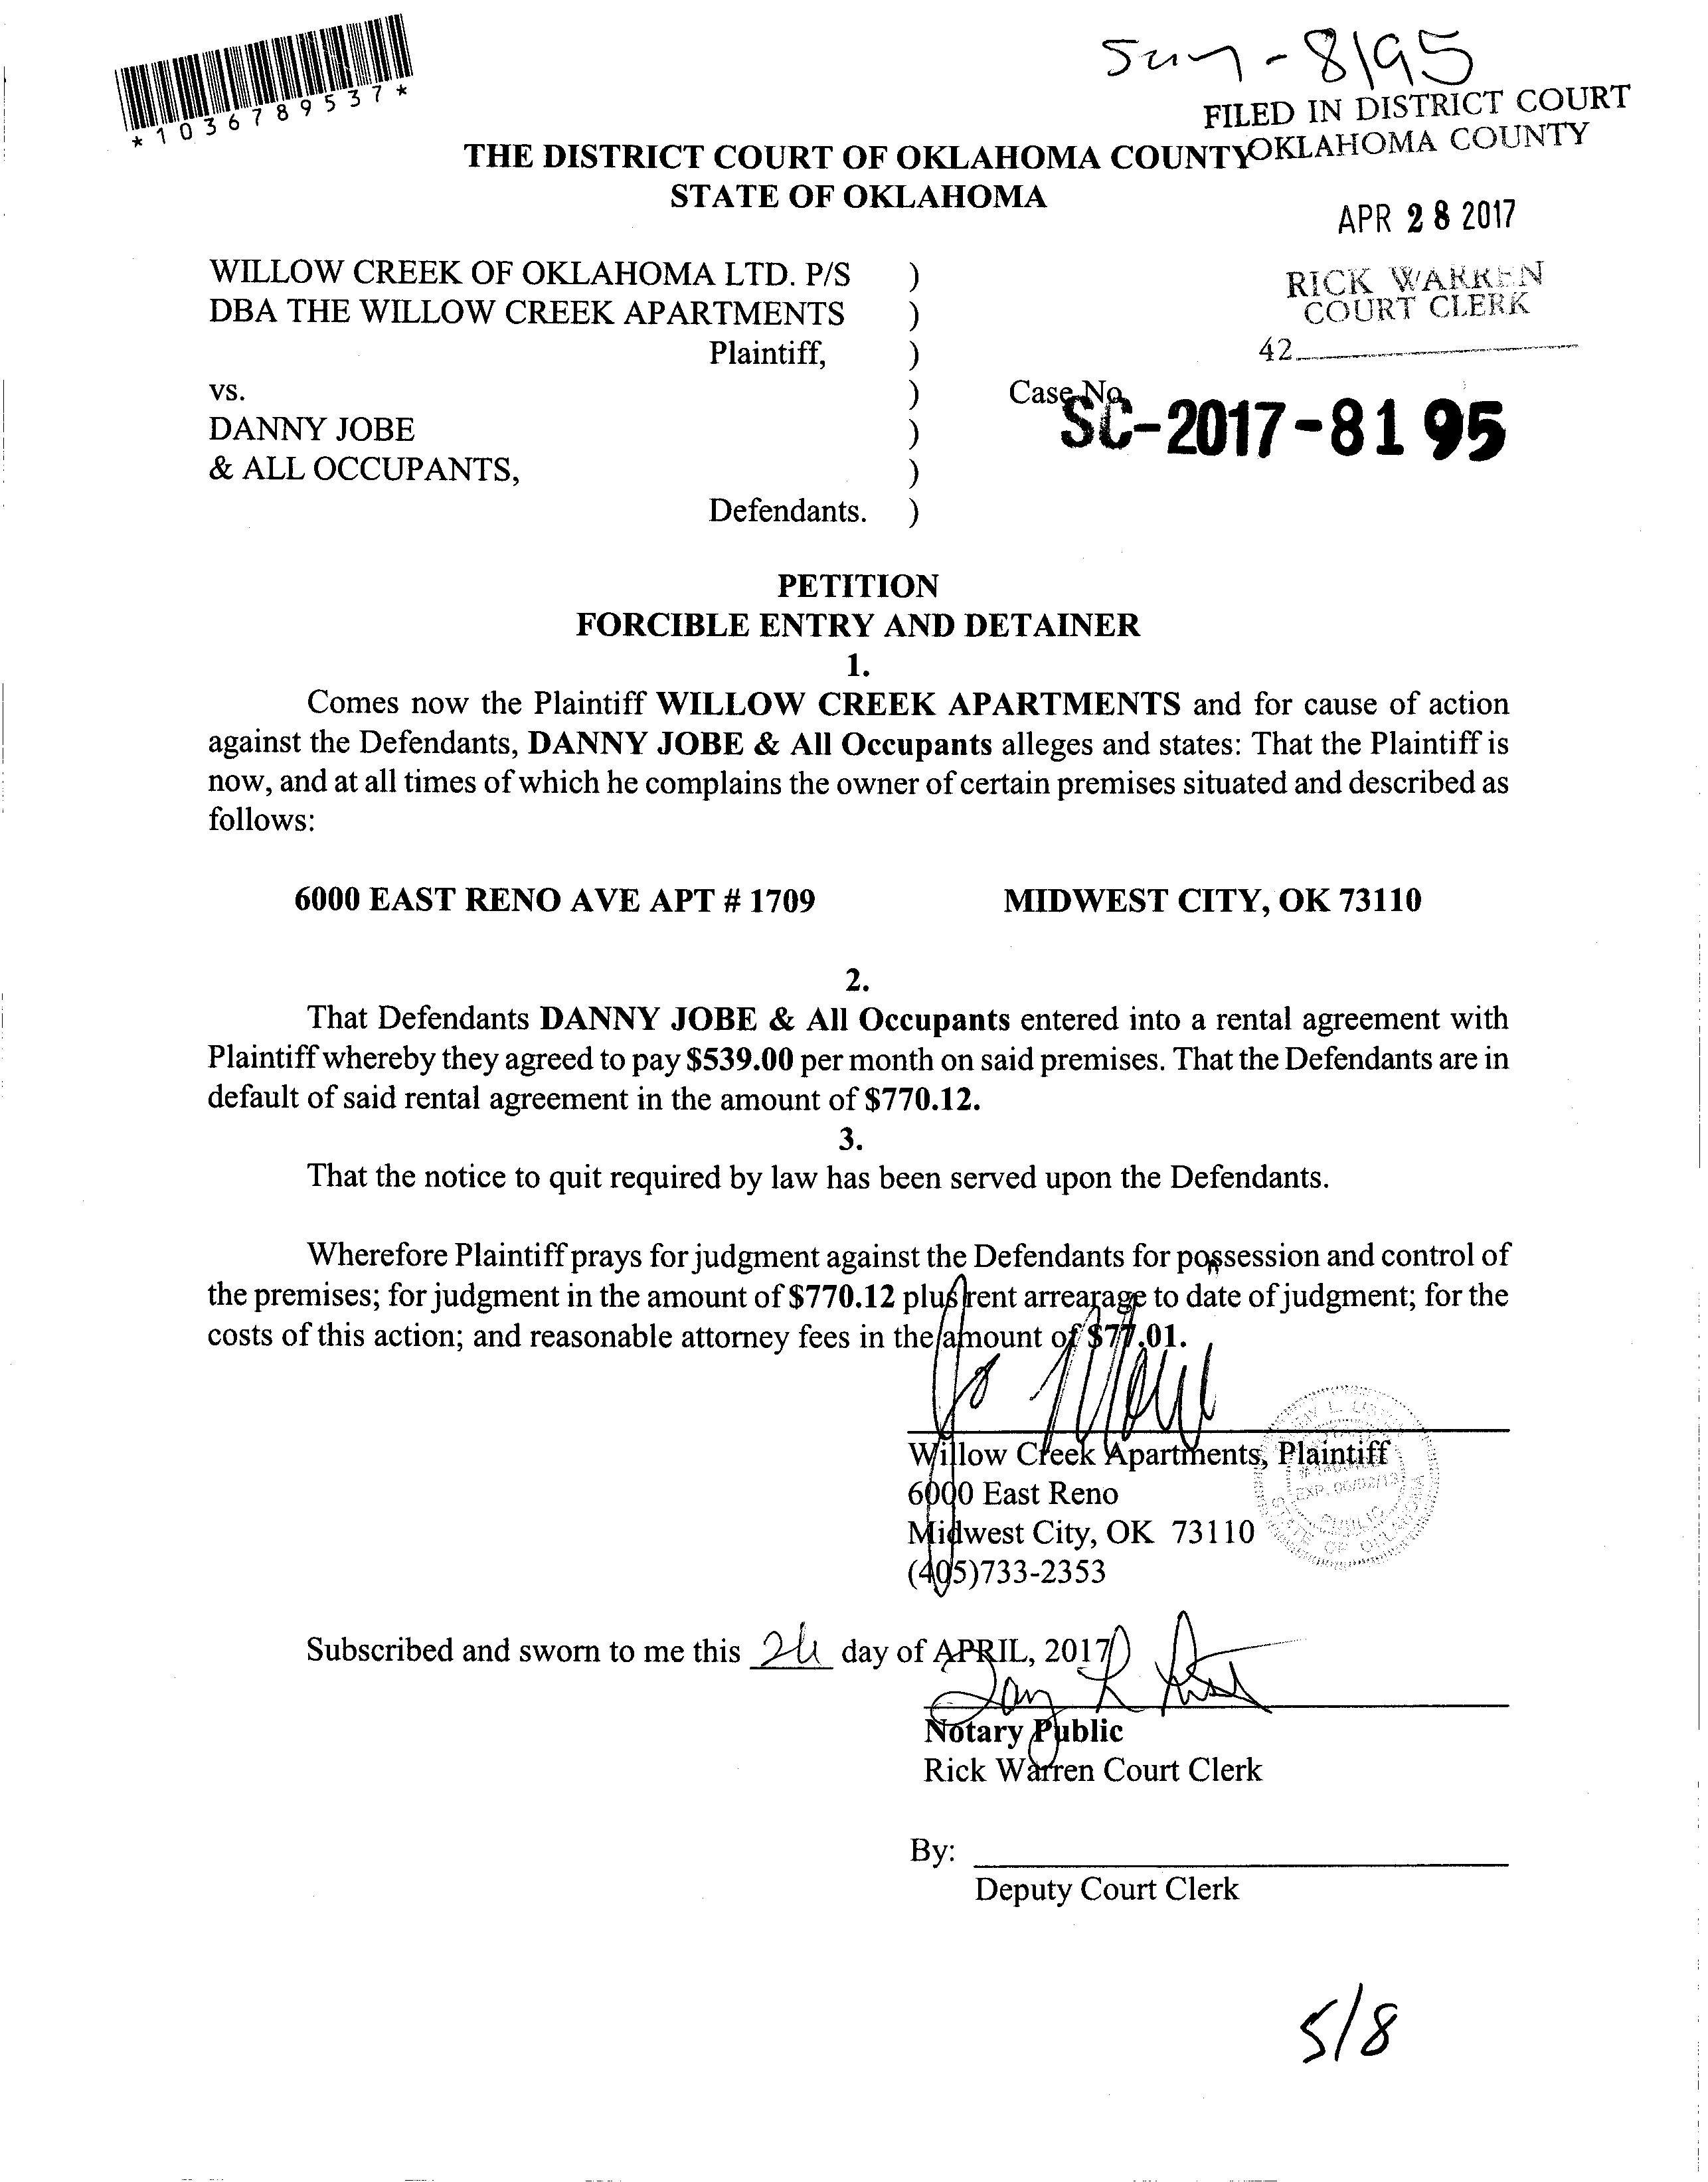 *1036789537*
Sum-8195
FILED IN DISTRICT COURT
OKLAHOMA COUNTY
THE DISTRICT COURT OF OKLAHOMA COUNTY
STATE OF OKLAHOMA
APR 28 2017
RICK WARREN
COURT CLERK
42
WILLOW CREEK OF OKLAHOMA LTD. P/S )
DBA THE WILLOW CREEK APARTMENTS )
Plaintiff, )
vs. ) Case No.
SC-2017-8195
DANNY JOBE )
& ALL OCCUPANTS, )
Defendants. )
PETITION
FORCIBLE ENTRY AND DETAINER
1.
Comes now the Plaintiff WILLOW CREEK APARTMENTS and for cause of action
against the Defendants, DANNY JOBE & All Occupants alleges and states: That the Plaintiff is
now, and at all times of which he complains the owner of certain premises situated and described as
follows:
6000 EAST RENO AVE APT # 1709 MIDWEST CITY, OK 73110
2.
That Defendants DANNY JOBE & All Occupants entered into a rental agreement with
Plaintiff whereby they agreed to pay $539.00 per month on said premises. That the Defendants are in
default of said rental agreement in the amount of $770.12.
3.
That the notice to quit required by law has been served upon the Defendants.
Wherefore Plaintiff prays for judgment against the Defendants for possession and control of
the premises; for judgment in the amount of $770.12 plus rent arrearage to date of judgment; for the
costs of this action; and reasonable attorney fees in the amount of $77.01.
Willow Creek Apartments, Plaintiff
6000 East Reno
Midwest City, OK 73110
(405)733-2353
PUBLIC
STATE OF OKLAHOMA
Subscribed and sworn to me this day of APRIL, 2017
Notary Public
Rick Warren Court Clerk
By:
Deputy Court Clerk
5/8